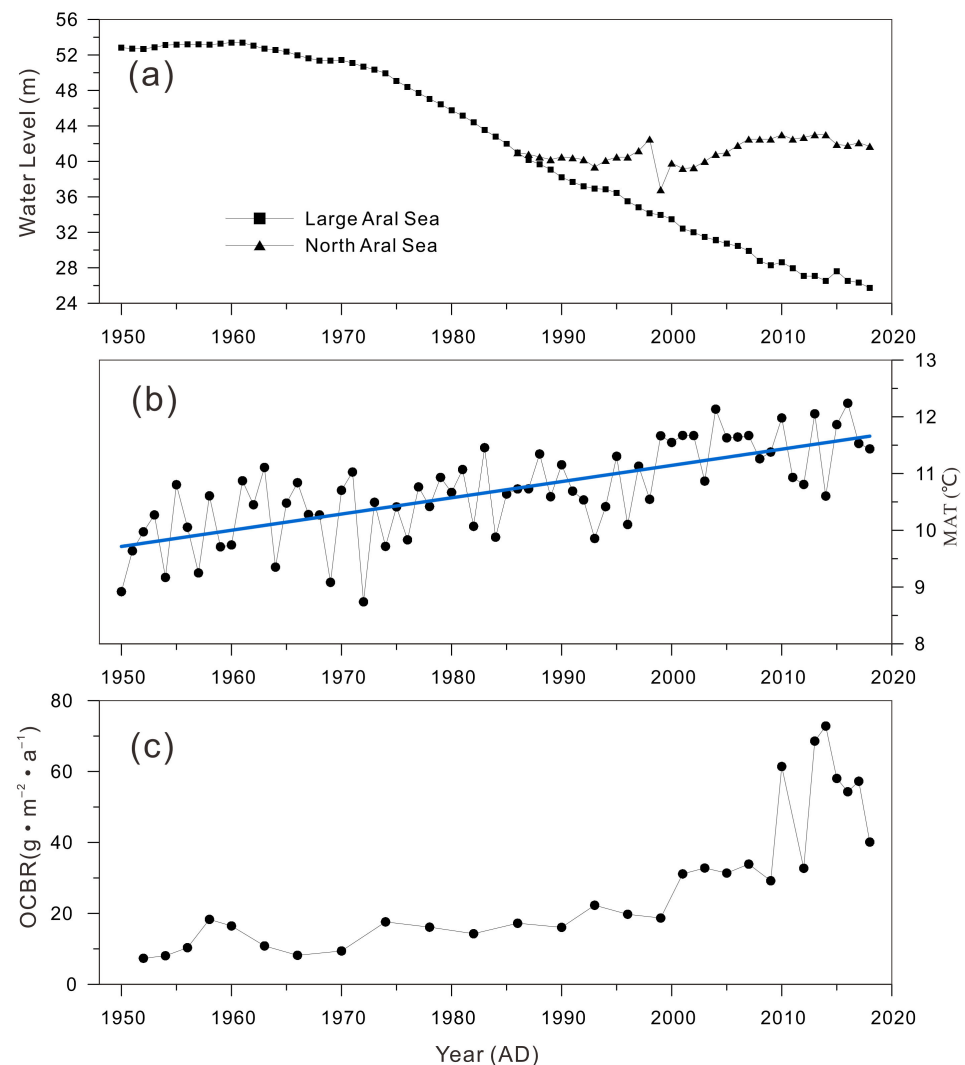 56
52
48
44
40
36
32
28
24
Water Level (m)
(a)
Large Aral Sea
North Aral Sea
1950 1960 1970 1980 1990 2000 2010 2020
(b)
13
12
11
10
9
8
MAT (℃)
1950 1960 1970 1980 1990 2000 2010 2020
80
60
40
20
0
OCBR(g • m⁻² • a⁻¹)
(c)
1950 1960 1970 1980 1990 2000 2010 2020
Year (AD)